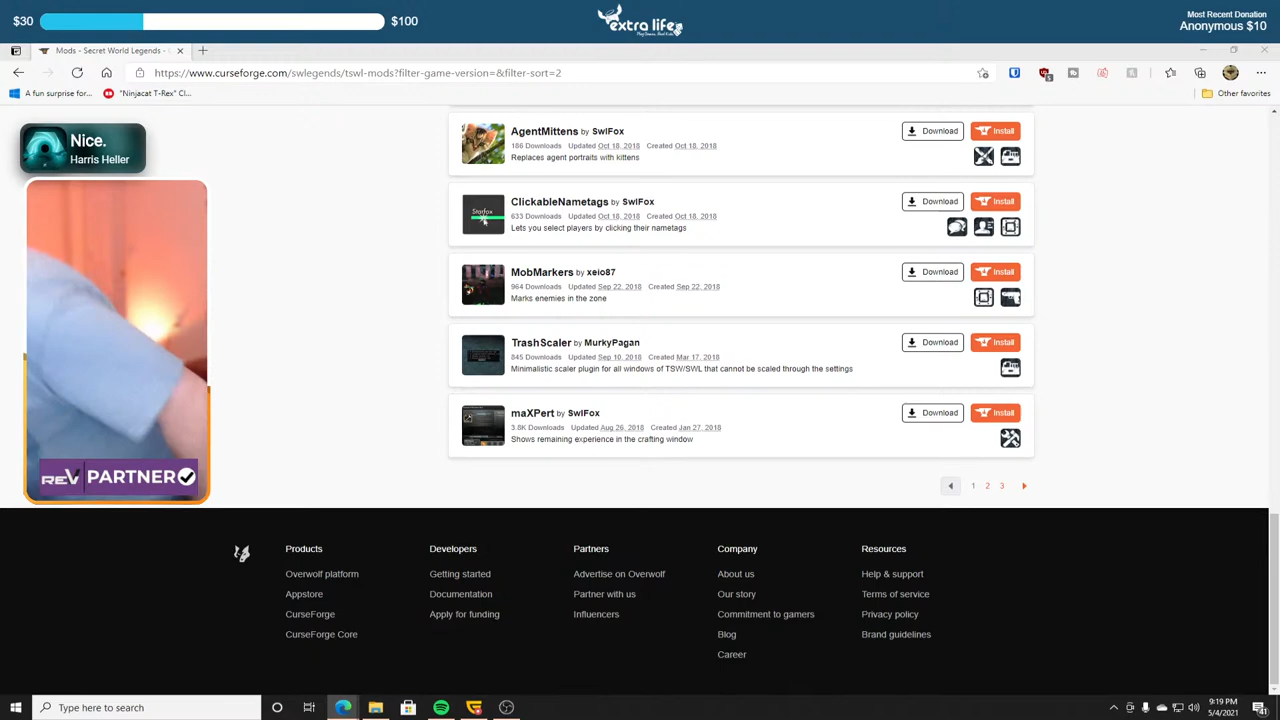 $30
$100
extra life
Play Games. Heal Kids.
Most Recent Donation
Anonymous $10
Mods - Secret World Legends -
https://www.curseforge.com/swlegends/tswl-mods?filter-game-version=&filter-sort=2
A fun surprise for...
"Ninjacat T-Rex" Cl...
Other favorites
Nice.
Harris Heller
AgentMittens by SwlFox
186 Downloads Updated Oct 18, 2018 Created Oct 18, 2018
Replaces agent portraits with kittens
Download Install
ClickableNametags by SwlFox
633 Downloads Updated Oct 18, 2018 Created Oct 18, 2018
Lets you select players by clicking their nametags
Download Install
Starfox
MobMarkers by xeio87
964 Downloads Updated Sep 22, 2018 Created Sep 22, 2018
Marks enemies in the zone
Download Install
TrashScaler by MurkyPagan
845 Downloads Updated Sep 10, 2018 Created Mar 17, 2018
Minimalistic scaler plugin for all windows of TSW/SWL that cannot be scaled through the settings
Download Install
maXPert by SwlFox
3.8K Downloads Updated Aug 26, 2018 Created Jan 27, 2018
Shows remaining experience in the crafting window
Download Install
REV PARTNER
1 2 3
Products
Overwolf platform
Appstore
CurseForge
CurseForge Core
Developers
Getting started
Documentation
Apply for funding
Partners
Advertise on Overwolf
Partner with us
Influencers
Company
About us
Our story
Commitment to gamers
Blog
Career
Resources
Help & support
Terms of service
Privacy policy
Brand guidelines
Type here to search
9:19 PM
5/4/2021
41